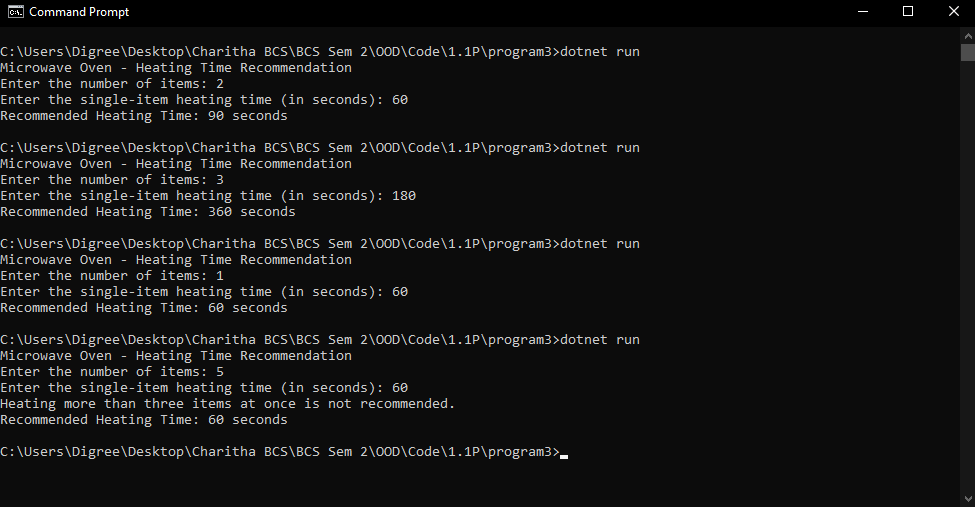 Command Prompt
C:\Users\Digree\Desktop\Charitha BCS\BCS Sem 2\OOD\Code\1.1P\program3>dotnet run
Microwave Oven - Heating Time Recommendation
Enter the number of items: 2
Enter the single-item heating time (in seconds): 60
Recommended Heating Time: 90 seconds
C:\Users\Digree\Desktop\Charitha BCS\BCS Sem 2\OOD\Code\1.1P\program3>dotnet run
Microwave Oven - Heating Time Recommendation
Enter the number of items: 3
Enter the single-item heating time (in seconds): 180
Recommended Heating Time: 360 seconds
C:\Users\Digree\Desktop\Charitha BCS\BCS Sem 2\OOD\Code\1.1P\program3>dotnet run
Microwave Oven - Heating Time Recommendation
Enter the number of items: 1
Enter the single-item heating time (in seconds): 60
Recommended Heating Time: 60 seconds
C:\Users\Digree\Desktop\Charitha BCS\BCS Sem 2\OOD\Code\1.1P\program3>dotnet run
Microwave Oven - Heating Time Recommendation
Enter the number of items: 5
Enter the single-item heating time (in seconds): 60
Heating more than three items at once is not recommended.
Recommended Heating Time: 60 seconds
C:\Users\Digree\Desktop\Charitha BCS\BCS Sem 2\OOD\Code\1.1P\program3>